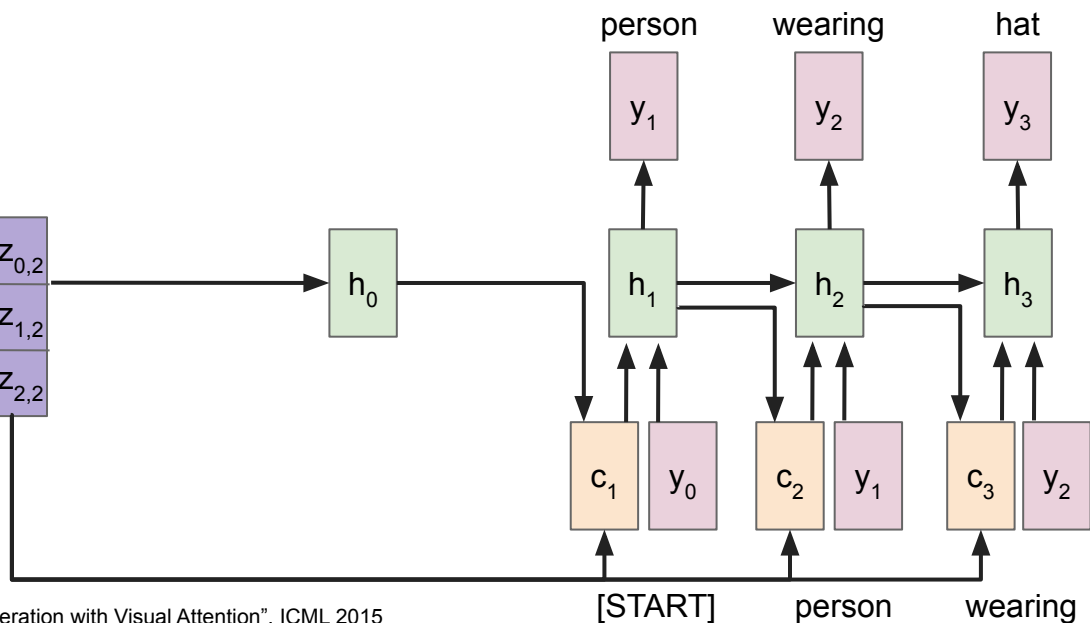 person wearing hat
y1 y2 y3
z0,2
h0 h1 h2 h3
z1,2
z2,2
c1 y0 c2 y1 c3 y2
[START] person wearing
eration with Visual Attention”, ICML 2015